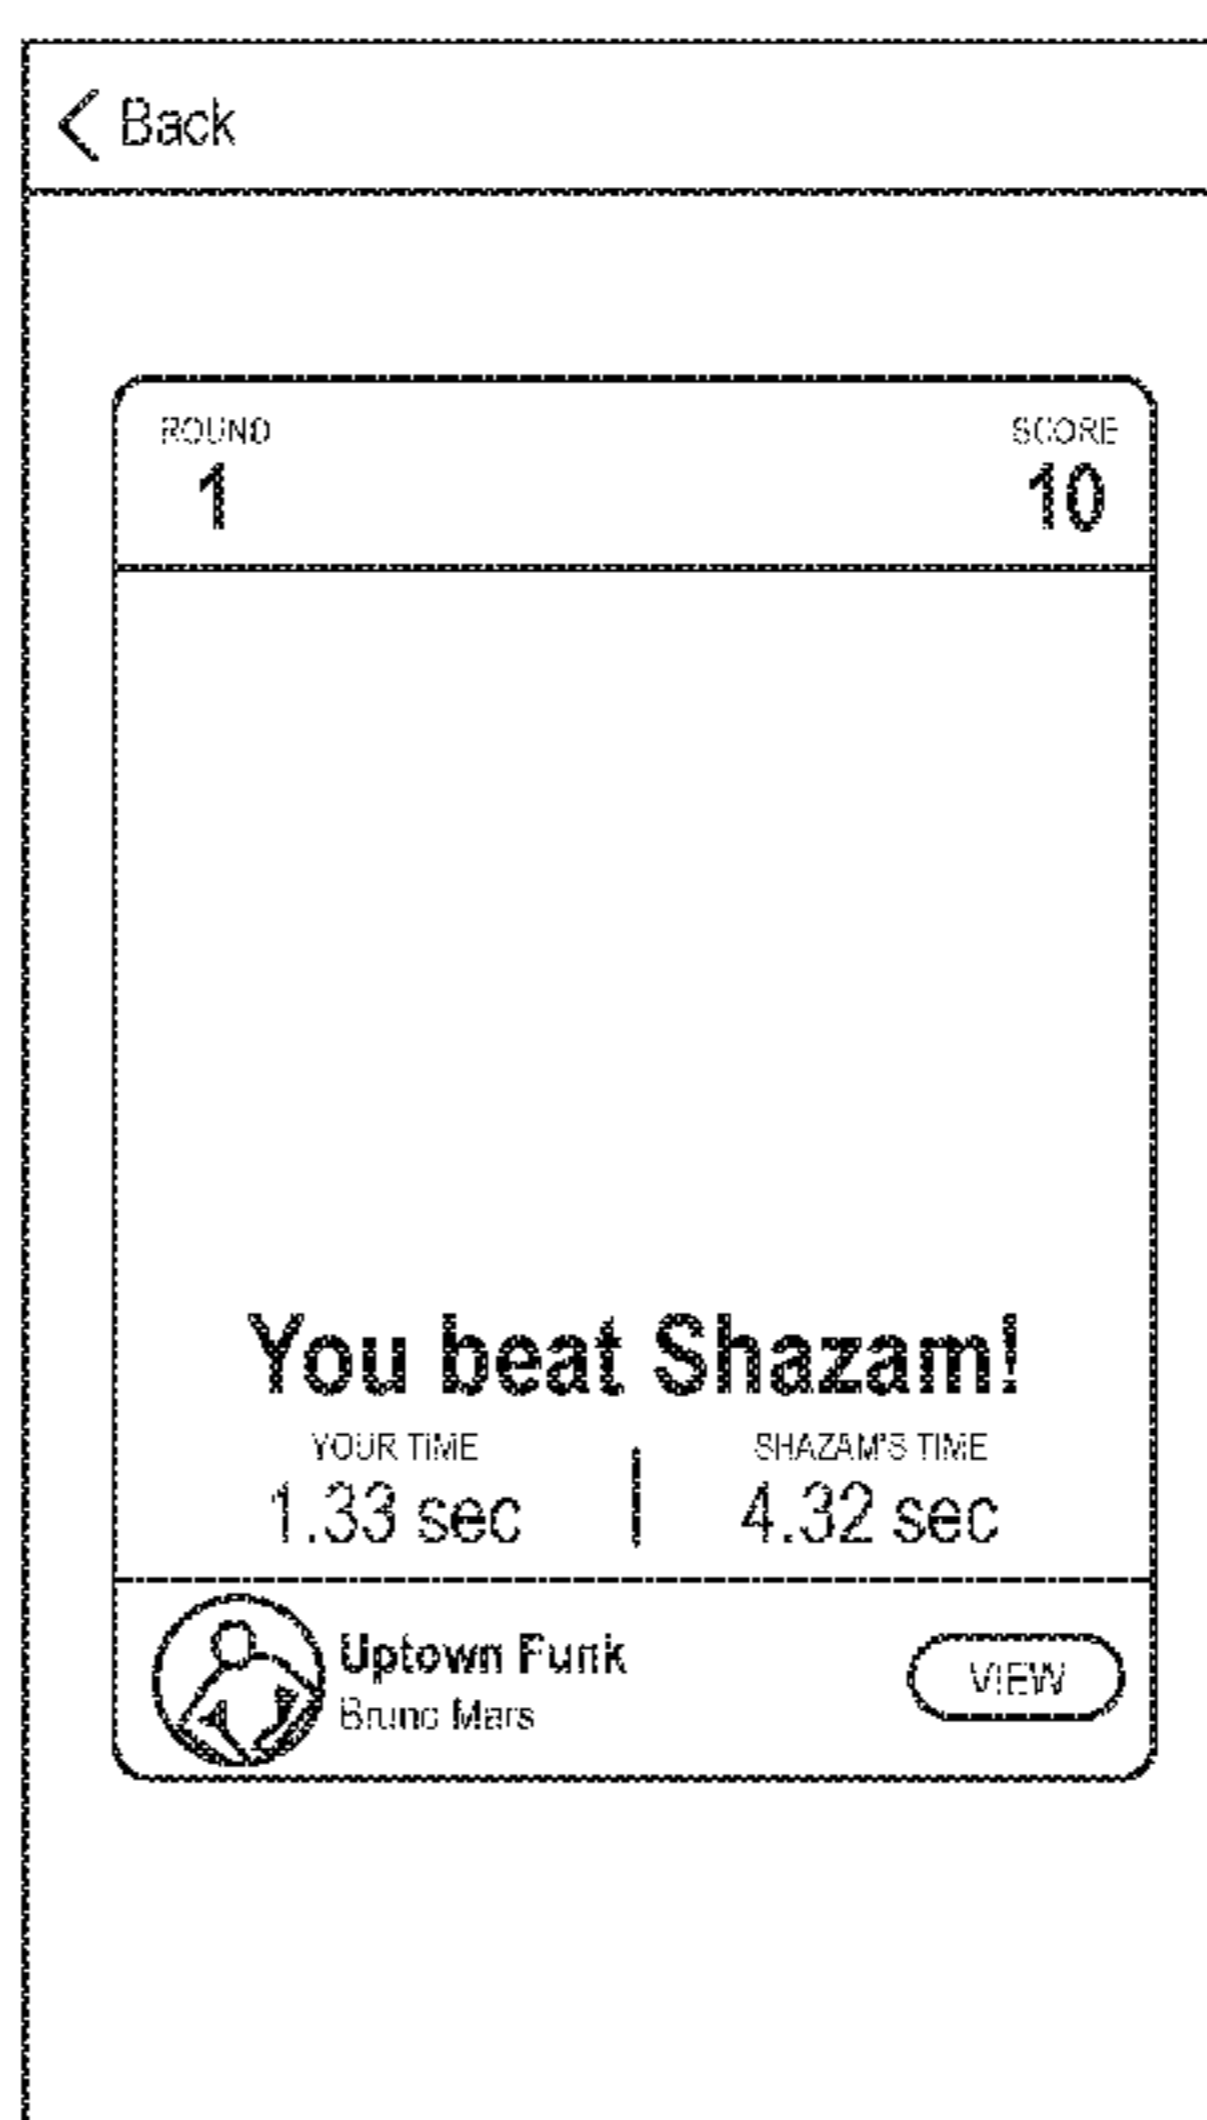 Back
ROUND SCORE
1 10
You beat Shazam!
YOUR TIME SHAZAM'S TIME
1.33 sec 4.32 sec
Uptown Funk
Bruno Mars
VIEW